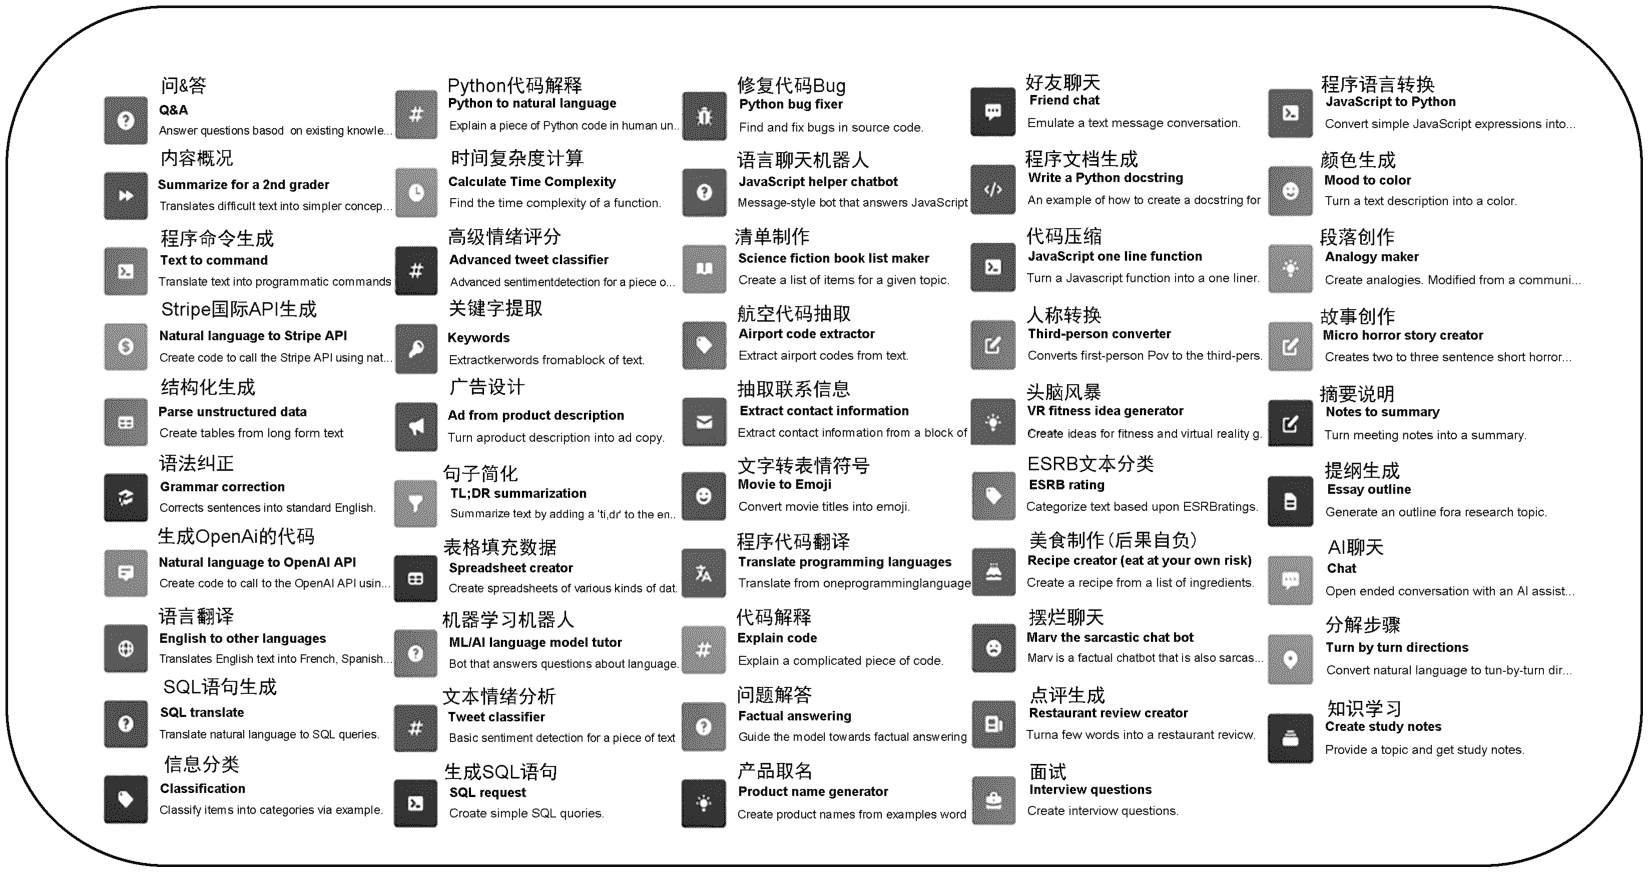 问&答
Q&A
Answer questions basod on existing knowle...
内容概况
Summarize for a 2nd grader
Translates difficult text into simpler concep...
程序命令生成
Text to command
Translate text into programmatic commands
Stripe国际API生成
Natural language to Stripe API
Create code to call the Stripe API using nat...
结构化生成
Parse unstructured data
Create tables from long form text
语法纠正
Grammar correction
Corrects sentences into standard English.
生成OpenAi的代码
Natural language to OpenAI API
Create code to call to the OpenAI API usin...
语言翻译
English to other languages
Translates English text into French, Spanish...
SQL语句生成
SQL translate
Translate natural language to SQL queries.
信息分类
Classification
Classify items into categories via example.
Python代码解释
Python to natural language
Explain a piece of Python code in human un..
时间复杂度计算
Calculate Time Complexity
Find the time complexity of a function.
高级情绪评分
Advanced tweet classifier
Advanced sentimentdetection for a piece o...
关键字提取
Keywords
Extractkerwords fromablock of text.
广告设计
Ad from product description
Turn aproduct description into ad copy.
句子简化
TL;DR summarization
Summarize text by adding a 'ti,dr' to the en..
表格填充数据
Spreadsheet creator
Create spreadsheets of various kinds of dat.
机器学习机器人
ML/AI language model tutor
Bot that answers questions about language.
文本情绪分析
Tweet classifier
Basic sentiment detection for a piece of text
生成SQL语句
SQL request
Croate simple SQL quories.
修复代码Bug
Python bug fixer
Find and fix bugs in source code.
语言聊天机器人
JavaScript helper chatbot
Message-style bot that answers JavaScript
清单制作
Science fiction book list maker
Create a list of items for a given topic.
航空代码抽取
Airport code extractor
Extract airport codes from text.
抽取联系信息
Extract contact information
Extract contact information from a block of
文字转表情符号
Movie to Emoji
Convert movie titles into emoji.
程序代码翻译
Translate programming languages
Translate from oneprogramminglanguage
代码解释
Explain code
Explain a complicated piece of code.
问题解答
Factual answering
Guide the model towards factual answering
产品取名
Product name generator
Create product names from examples word
好友聊天
Friend chat
Emulate a text message conversation.
程序文档生成
Write a Python docstring
An example of how to create a docstring for
代码压缩
JavaScript one line function
Turn a Javascript function into a one liner.
人称转换
Third-person converter
Converts first-person Pov to the third-pers.
头脑风暴
VR fitness idea generator
Create ideas for fitness and virtual reality g.
ESRB文本分类
ESRB rating
Categorize text based upon ESRBratings.
美食制作(后果自负)
Recipe creator (eat at your own risk)
Create a recipe from a list of ingredients.
摆烂聊天
Marv the sarcastic chat bot
Marv is a factual chatbot that is also sarcas...
点评生成
Restaurant review creator
Turna few words into a restaurant revicw.
面试
Interview questions
Create interview questions.
程序语言转换
JavaScript to Python
Convert simple JavaScript expressions into...
颜色生成
Mood to color
Turn a text description into a color.
段落创作
Analogy maker
Create analogies. Modified from a communi...
故事创作
Micro horror story creator
Creates two to three sentence short horror...
摘要说明
Notes to summary
Turn meeting notes into a summary.
提纲生成
Essay outline
Generate an outline fora research topic.
AI聊天
Chat
Open ended conversation with an AI assist...
分解步骤
Turn by turn directions
Convert natural language to tun-by-turn dir...
知识学习
Create study notes
Provide a topic and get study notes.